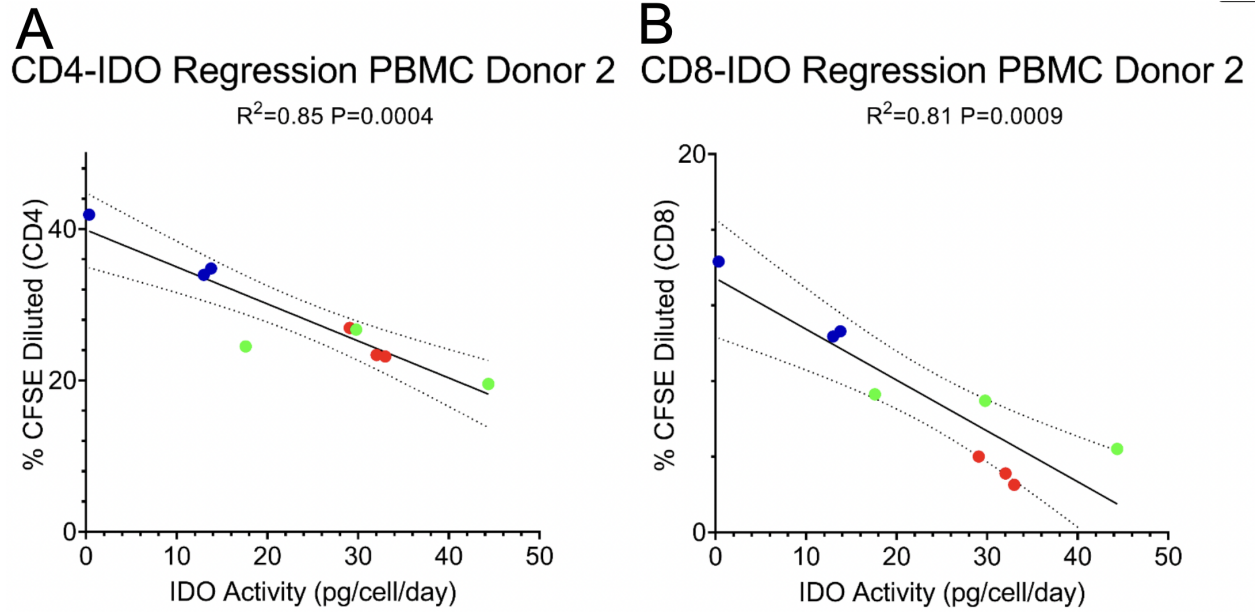 A
CD4-IDO Regression PBMC Donor 2
R²=0.85 P=0.0004
% CFSE Diluted (CD4)
40
20
0
0 10 20 30 40 50
IDO Activity (pg/cell/day)
B
CD8-IDO Regression PBMC Donor 2
R²=0.81 P=0.0009
% CFSE Diluted (CD8)
20
0
0 10 20 30 40 50
IDO Activity (pg/cell/day)